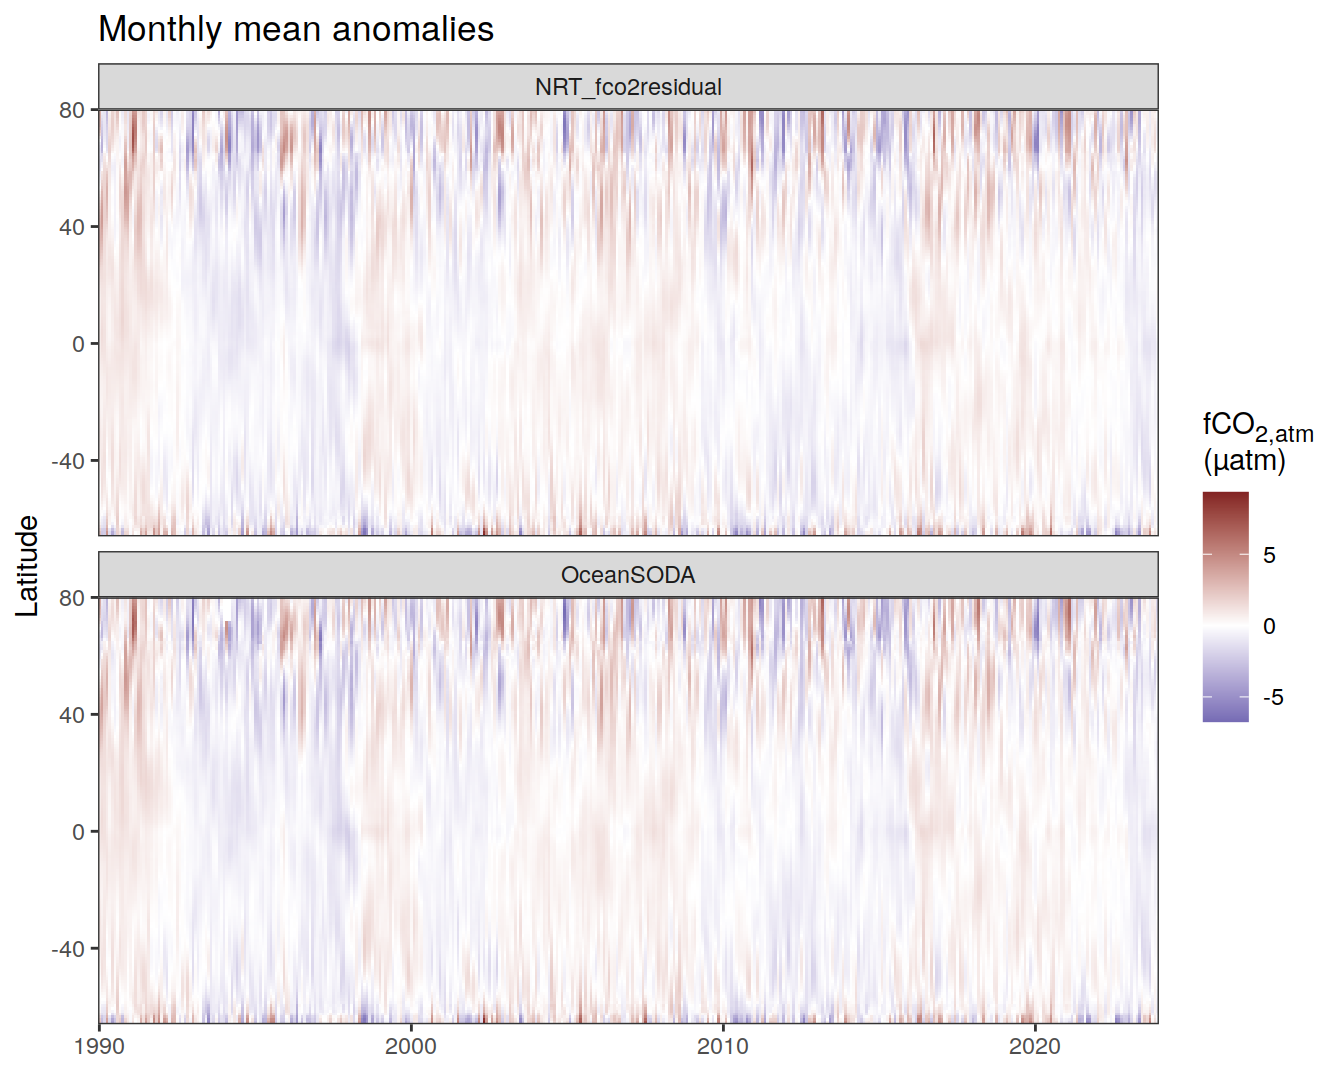 Monthly mean anomalies
NRT_fco2residual
80
40
0
-40
OceanSODA
80
40
0
-40
1990 2000 2010 2020
Latitude
fCO₂,atm
(µatm)
5
0
-5